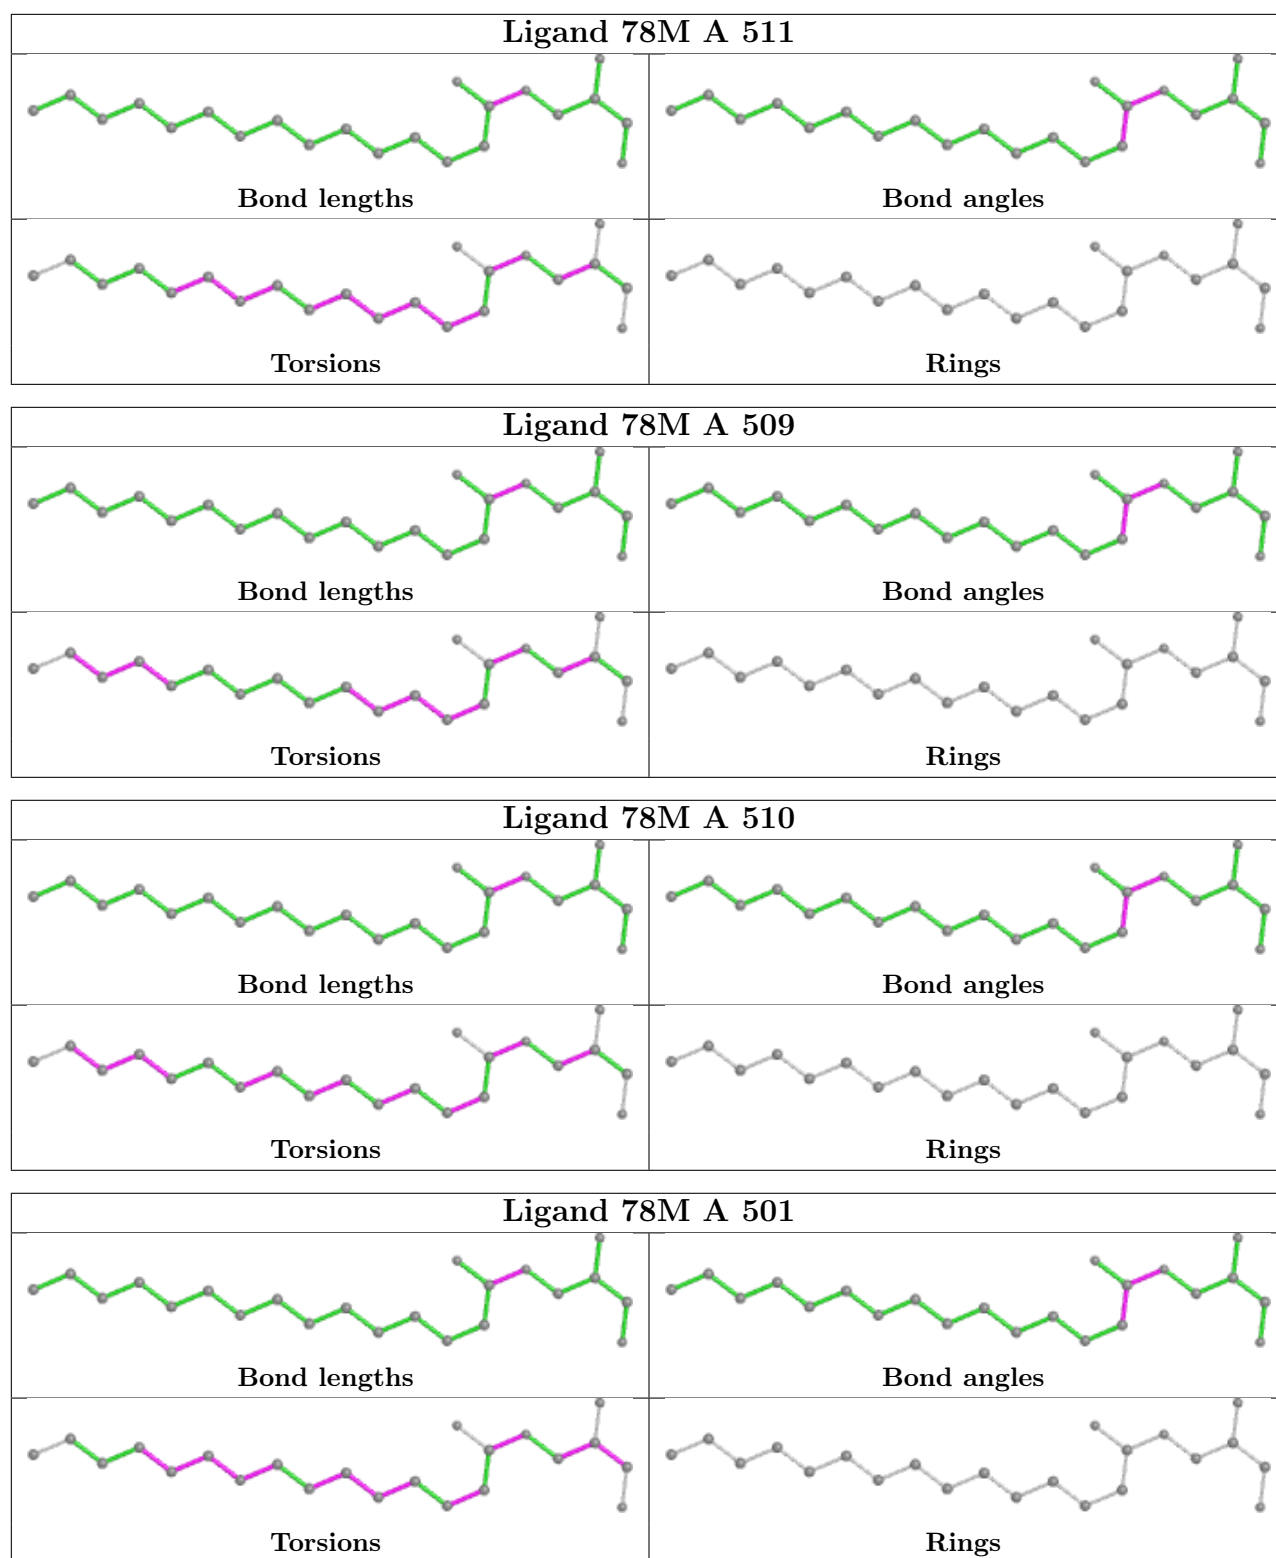 Ligand 78M A 511
Bond lengths
Bond angles
Torsions
Rings
Ligand 78M A 509
Bond lengths
Bond angles
Torsions
Rings
Ligand 78M A 510
Bond lengths
Bond angles
Torsions
Rings
Ligand 78M A 501
Bond lengths
Bond angles
Torsions
Rings